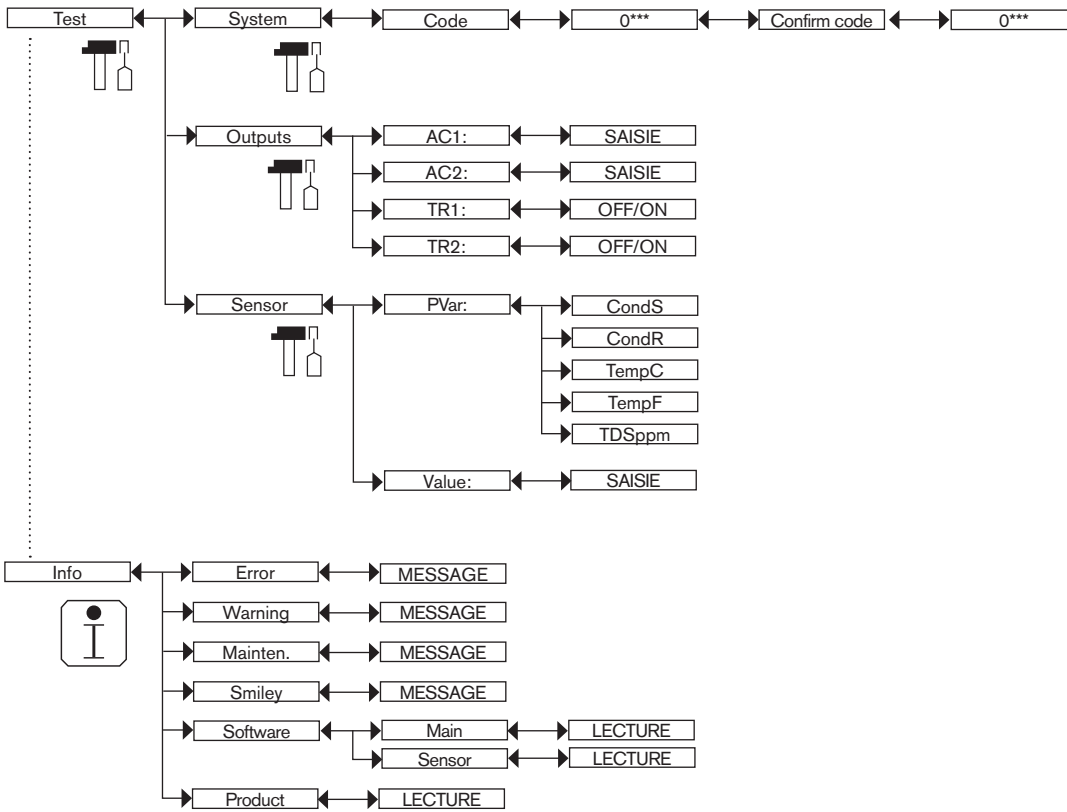 Test System Code 0*** Confirm code 0***
Outputs AC1: SAISIE
AC2: SAISIE
TR1: OFF/ON
TR2: OFF/ON
Sensor PVar: CondS
CondR
TempC
TempF
TDSppm
Value: SAISIE
Info Error MESSAGE
Warning MESSAGE
Mainten. MESSAGE
Smiley MESSAGE
Software Main LECTURE
Sensor LECTURE
Product LECTURE